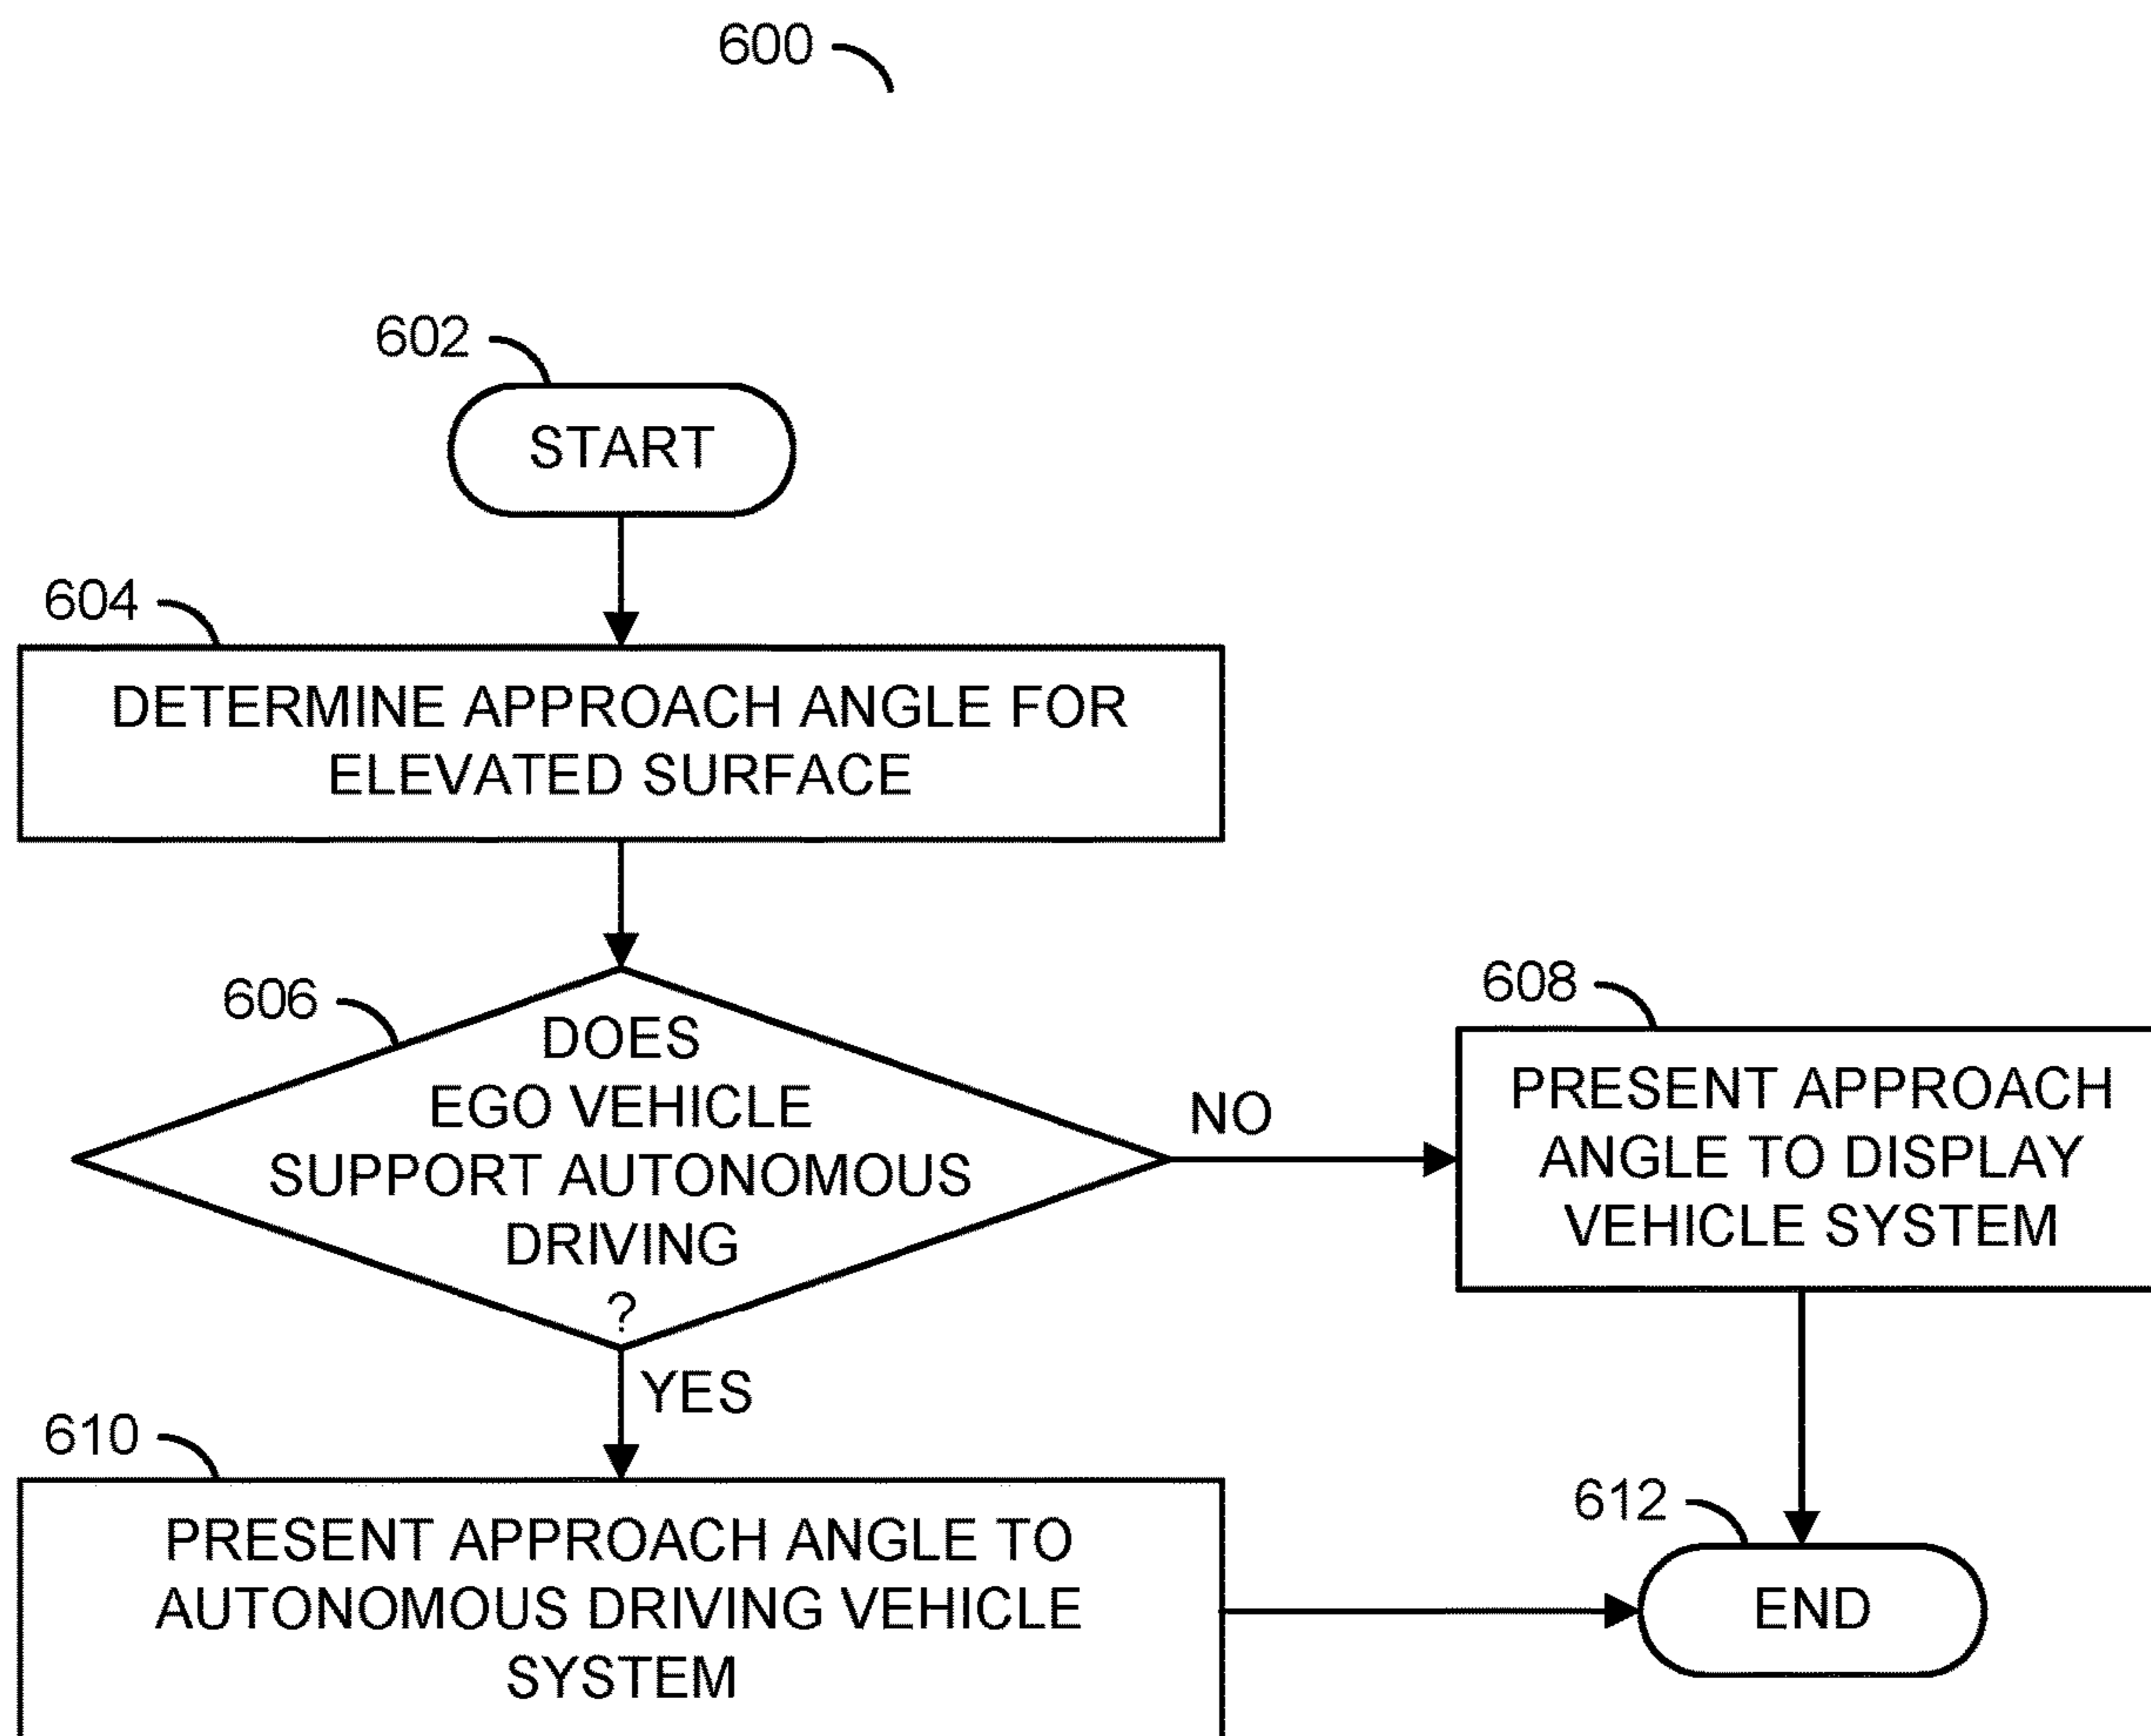 600
602
START
604
DETERMINE APPROACH ANGLE FOR
ELEVATED SURFACE
606
DOES
EGO VEHICLE
SUPPORT AUTONOMOUS
DRIVING
?
NO
608
PRESENT APPROACH
ANGLE TO DISPLAY
VEHICLE SYSTEM
YES
610
PRESENT APPROACH ANGLE TO
AUTONOMOUS DRIVING VEHICLE
SYSTEM
612
END